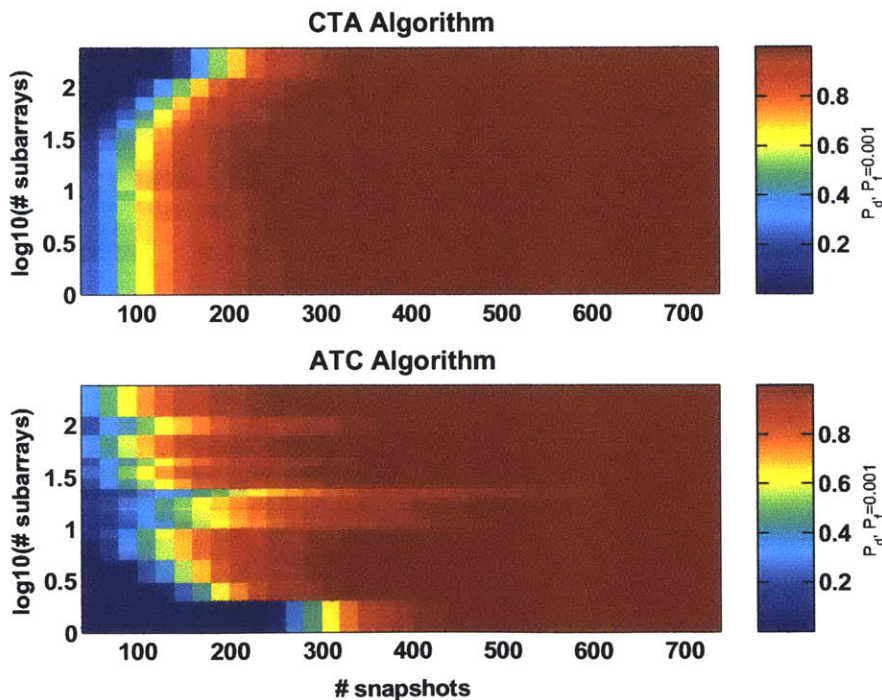 CTA Algorithm
log10(# subarrays)
2
1.5
1
0.5
0
100 200 300 400 500 600 700
0.8
0.6
0.4
0.2
P_d, P_f=0.001
ATC Algorithm
log10(# subarrays)
2
1.5
1
0.5
0
100 200 300 400 500 600 700
# snapshots
0.8
0.6
0.4
0.2
P_d, P_f=0.001